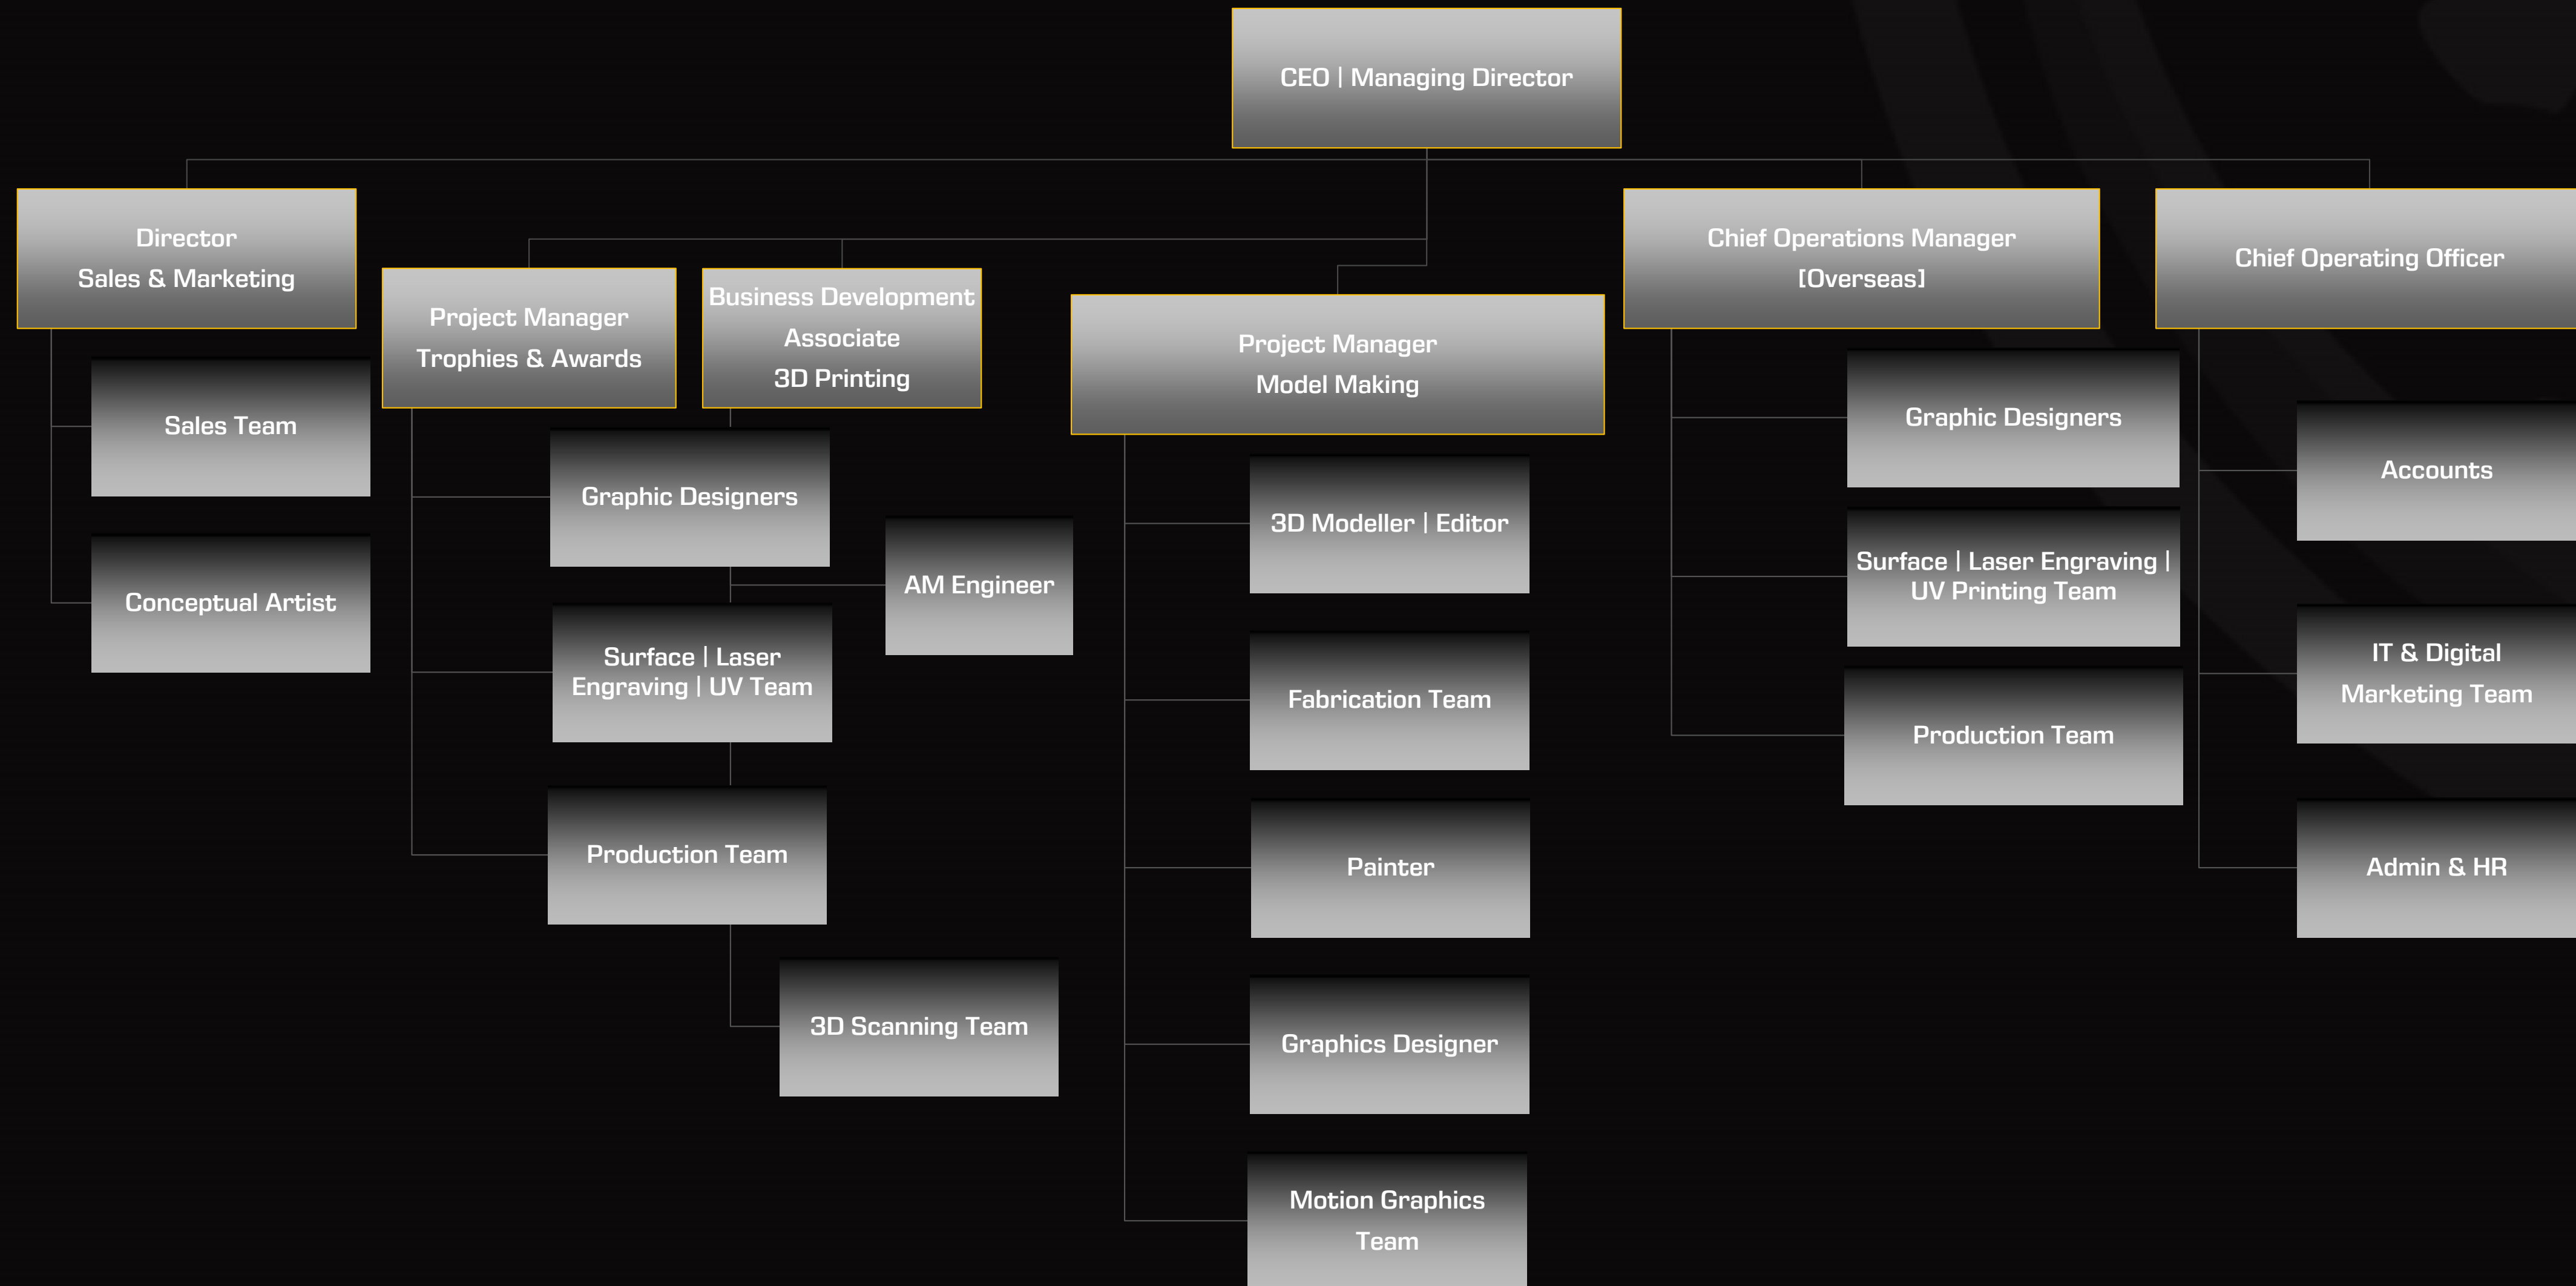 CEO | Managing Director
Director
Sales & Marketing
Sales Team
Conceptual Artist
Project Manager
Trophies & Awards
Graphic Designers
Surface | Laser
Engraving | UV Team
Production Team
Business Development
Associate
3D Printing
AM Engineer
3D Scanning Team
Project Manager
Model Making
3D Modeller | Editor
Fabrication Team
Painter
Graphics Designer
Motion Graphics
Team
Chief Operations Manager
[Overseas]
Graphic Designers
Surface | Laser Engraving |
UV Printing Team
Production Team
Chief Operating Officer
Accounts
IT & Digital
Marketing Team
Admin & HR